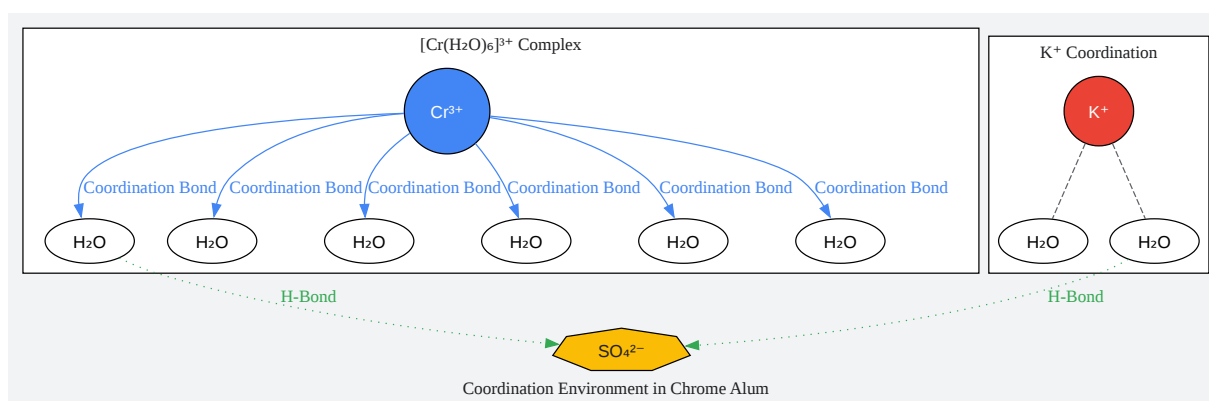 [Cr(H₂O)₆]³⁺ Complex
K⁺ Coordination
Cr³⁺
K⁺
Coordination Bond
Coordination Bond
Coordination Bond
Coordination Bond
Coordination Bond
Coordination Bond
H₂O
H₂O
H₂O
H₂O
H₂O
H₂O
H₂O
H₂O
H-Bond
H-Bond
SO₄²⁻
Coordination Environment in Chrome Alum